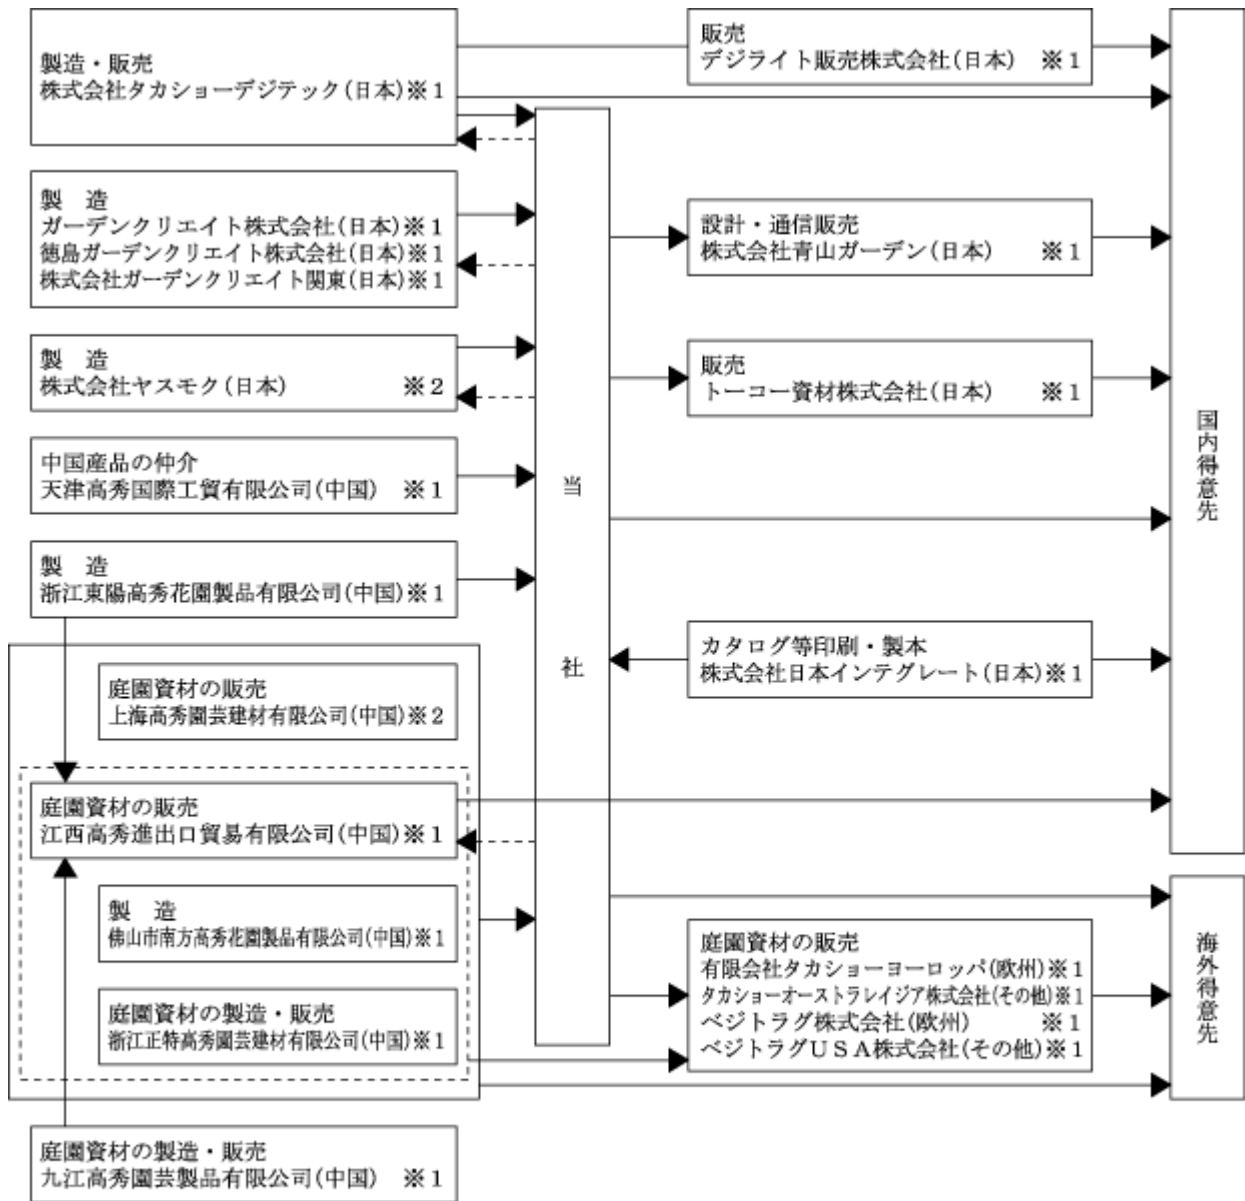 製造・販売
株式会社タカショーデジテック(日本)※1
販売
デジライト販売株式会社(日本) ※1
製 造
ガーデンクリエイト株式会社(日本)※1
徳島ガーデンクリエイト株式会社(日本)※1
株式会社ガーデンクリエイト関東(日本)※1
設計・通信販売
株式会社青山ガーデン(日本) ※1
製 造
株式会社ヤスモク(日本) ※2
販売
トーコー資材株式会社(日本) ※1
中国産品の仲介
天津高秀国際工貿有限公司(中国) ※1
製 造
浙江東陽高秀花園製品有限公司(中国)※1
当社
国内得意先
カタログ等印刷・製本
株式会社日本インテグレート(日本)※1
庭園資材の販売
上海高秀園芸建材有限公司(中国)※2
庭園資材の販売
江西高秀進出口貿易有限公司(中国)※1
製 造
佛山市南方高秀花園製品有限公司(中国)※1
庭園資材の製造・販売
浙江正特高秀園芸建材有限公司(中国)※1
庭園資材の販売
有限会社タカショーヨーロッパ(欧州)※1
タカショーオーストラレイジア株式会社(その他)※1
ベジトラグ株式会社(欧州) ※1
ベジトラグUSA株式会社(その他)※1
海外得意先
庭園資材の製造・販売
九江高秀園芸製品有限公司(中国) ※1